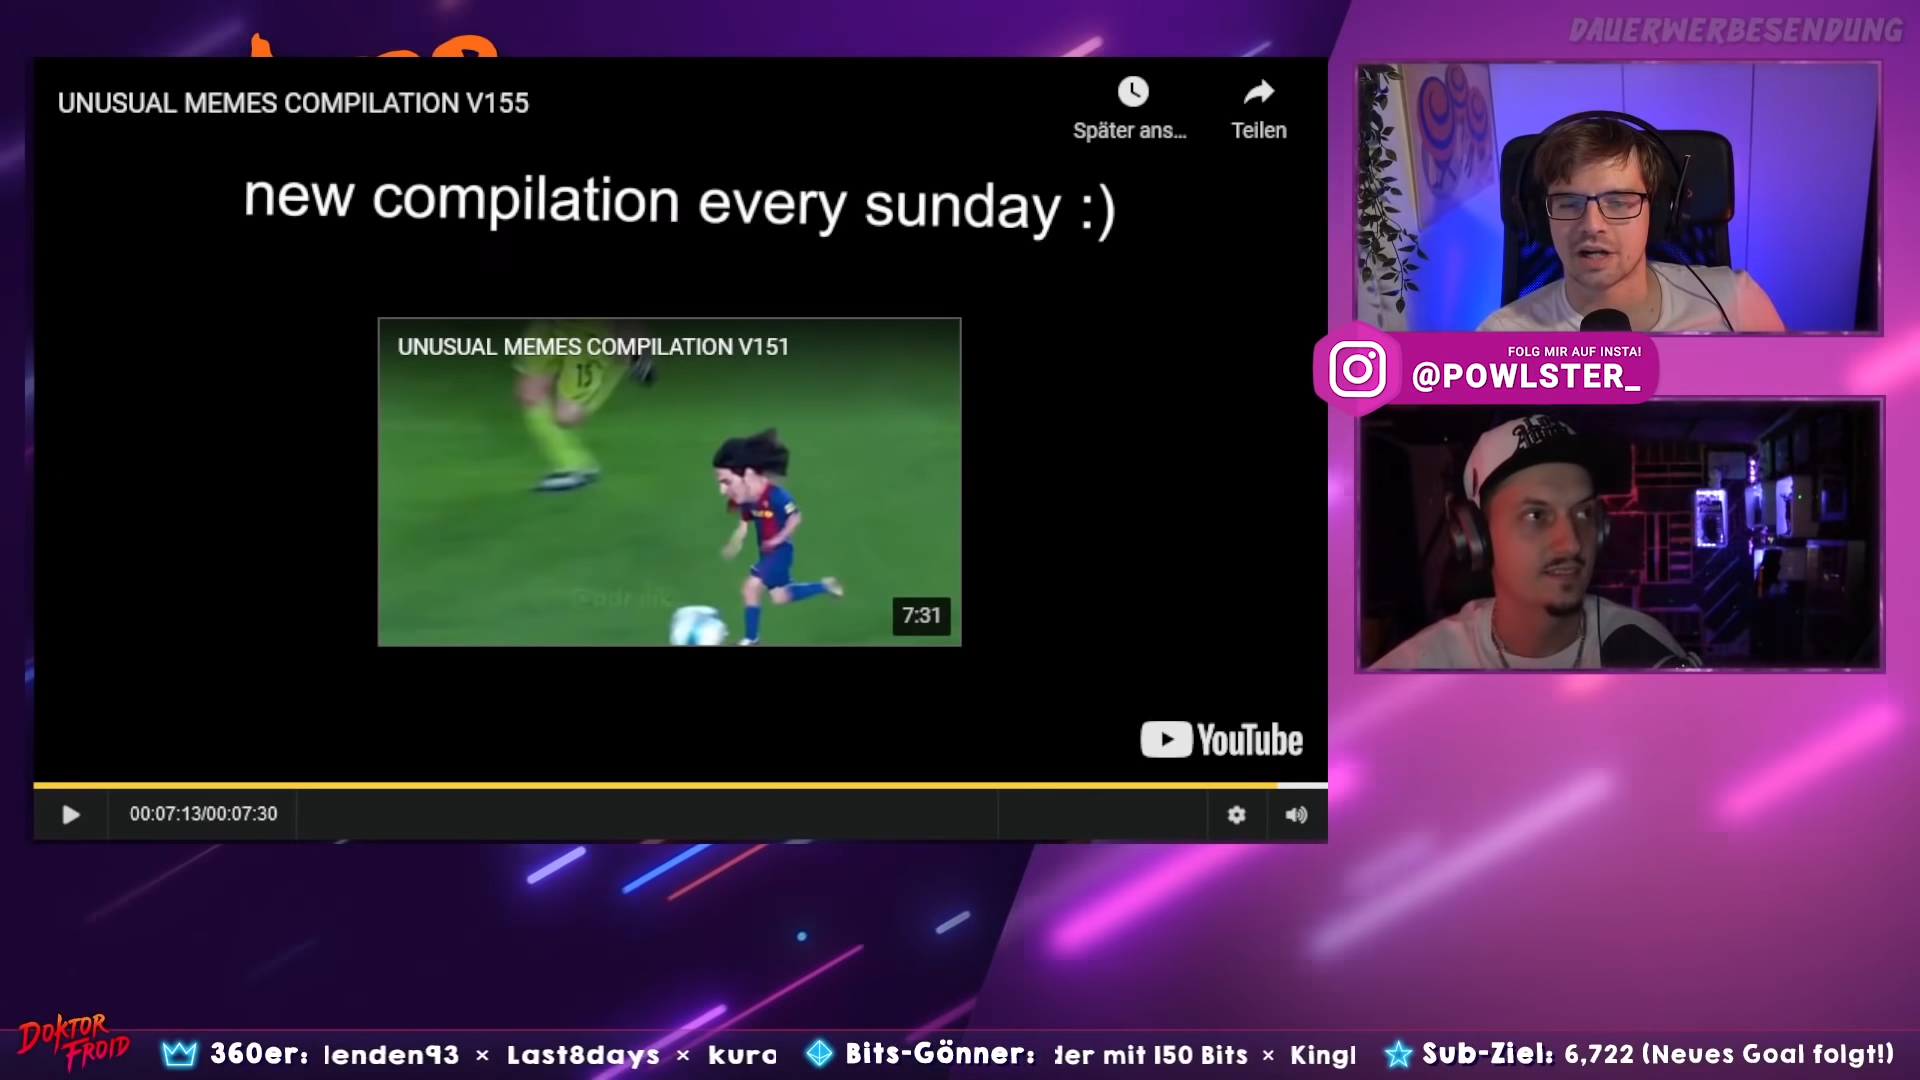 DAUERWERBESENDUNG
UNUSUAL MEMES COMPILATION V155
Später ans...
Teilen
new compilation every sunday :)
UNUSUAL MEMES COMPILATION V151
15
7:31
YouTube
00:07:13/00:07:30
FOLG MIR AUF INSTA!
@POWLSTER_
DOKTOR
FROID
360er: lenden93 × Last8days × kura
Bits-Gönner: der mit 150 Bits × Kingl
Sub-Ziel: 6,722 (Neues Goal folgt!)